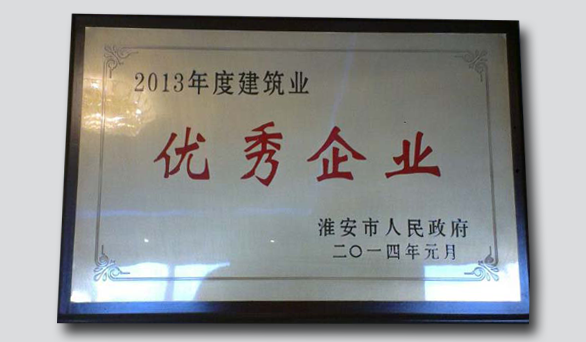 2013年度建筑业
优秀企业
淮安市人民政府
二〇一四年元月